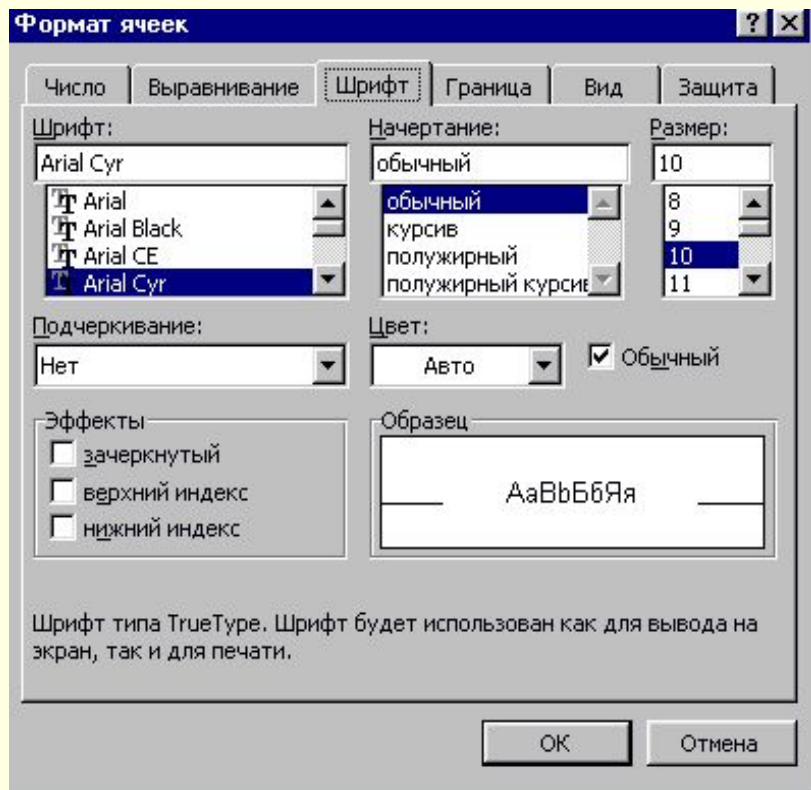 Формат ячеек
Число Выравнивание Шрифт Граница Вид Защита
Шрифт: Начертание: Размер:
Arial Cyr обычный 10
Arial обычный 8
Arial Black курсив 9
Arial CE полужирный 10
Arial Cyr полужирный курсив 11
Подчеркивание: Цвет:
Нет Авто Обычный
Эффекты Образец
зачеркнутый
верхний индекс АаBbБбЯя
нижний индекс
Шрифт типа TrueType. Шрифт будет использован как для вывода на
экран, так и для печати.
ОК Отмена